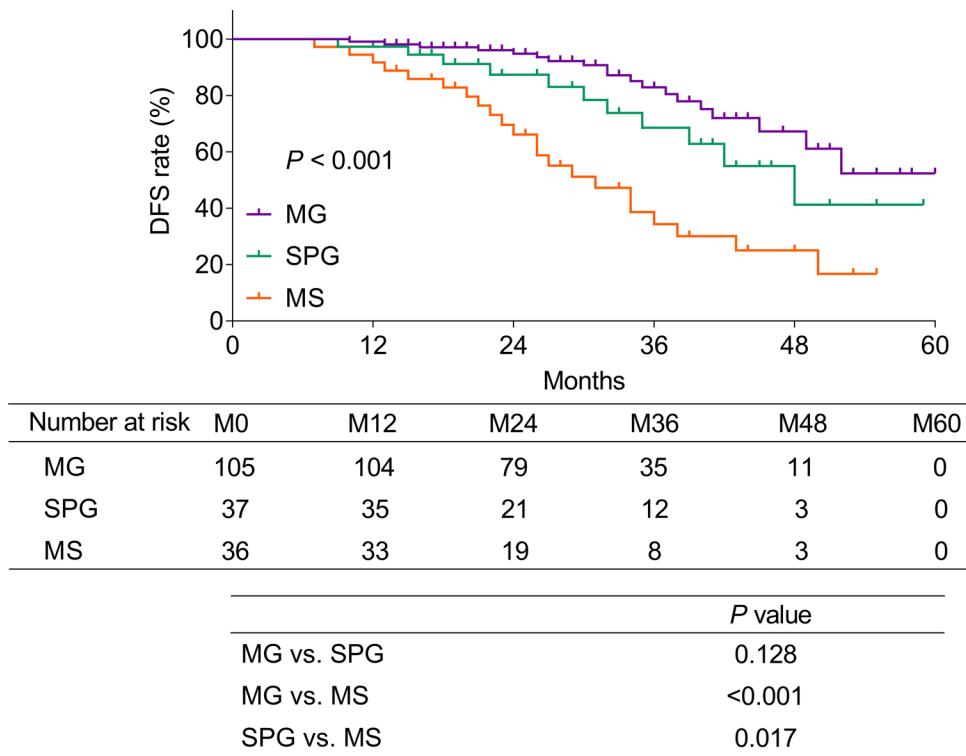 100
80
60
40
20
0
DFS rate (%)
P < 0.001
MG
SPG
MS
0 12 24 36 48 60
Months
Number at risk M0 M12 M24 M36 M48 M60
MG 105 104 79 35 11 0
SPG 37 35 21 12 3 0
MS 36 33 19 8 3 0
P value
MG vs. SPG 0.128
MG vs. MS <0.001
SPG vs. MS 0.017